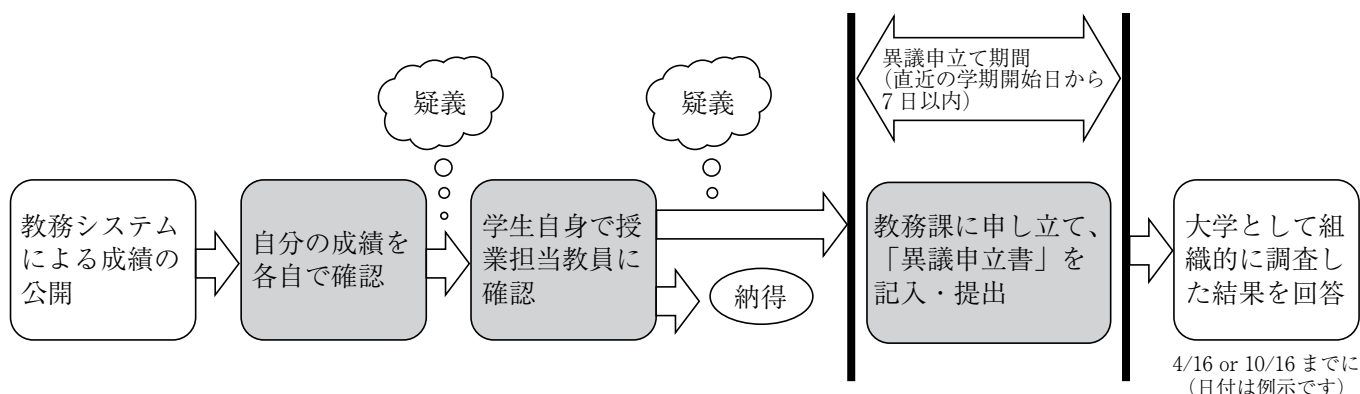 教務システム
による成績の
公開
自分の成績を
各自で確認
疑義
学生自身で授
業担当教員に
確認
疑義
納得
異議申立て期間
（直近の学期開始日から
7日以内）
教務課に申し立て、
「異議申立書」を
記入・提出
大学として組
織的に調査し
た結果を回答
4/16 or 10/16 までに
（日付は例示です）